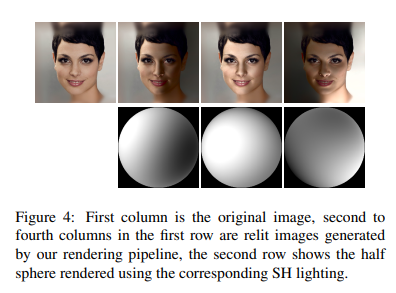 Figure 4: First column is the original image, second to
fourth columns in the first row are relit images generated
by our rendering pipeline, the second row shows the half
sphere rendered using the corresponding SH lighting.